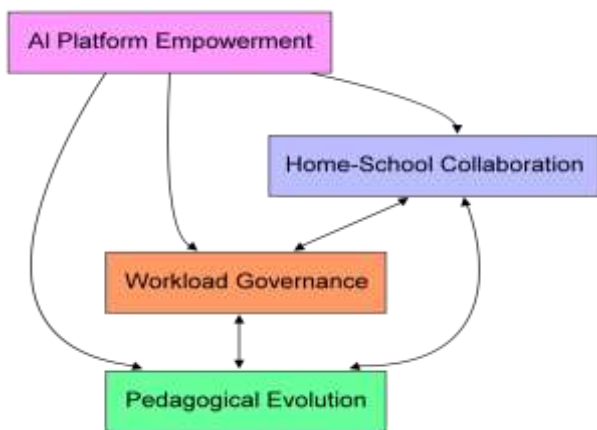 AI Platform Empowerment
Home-School Collaboration
Workload Governance
Pedagogical Evolution